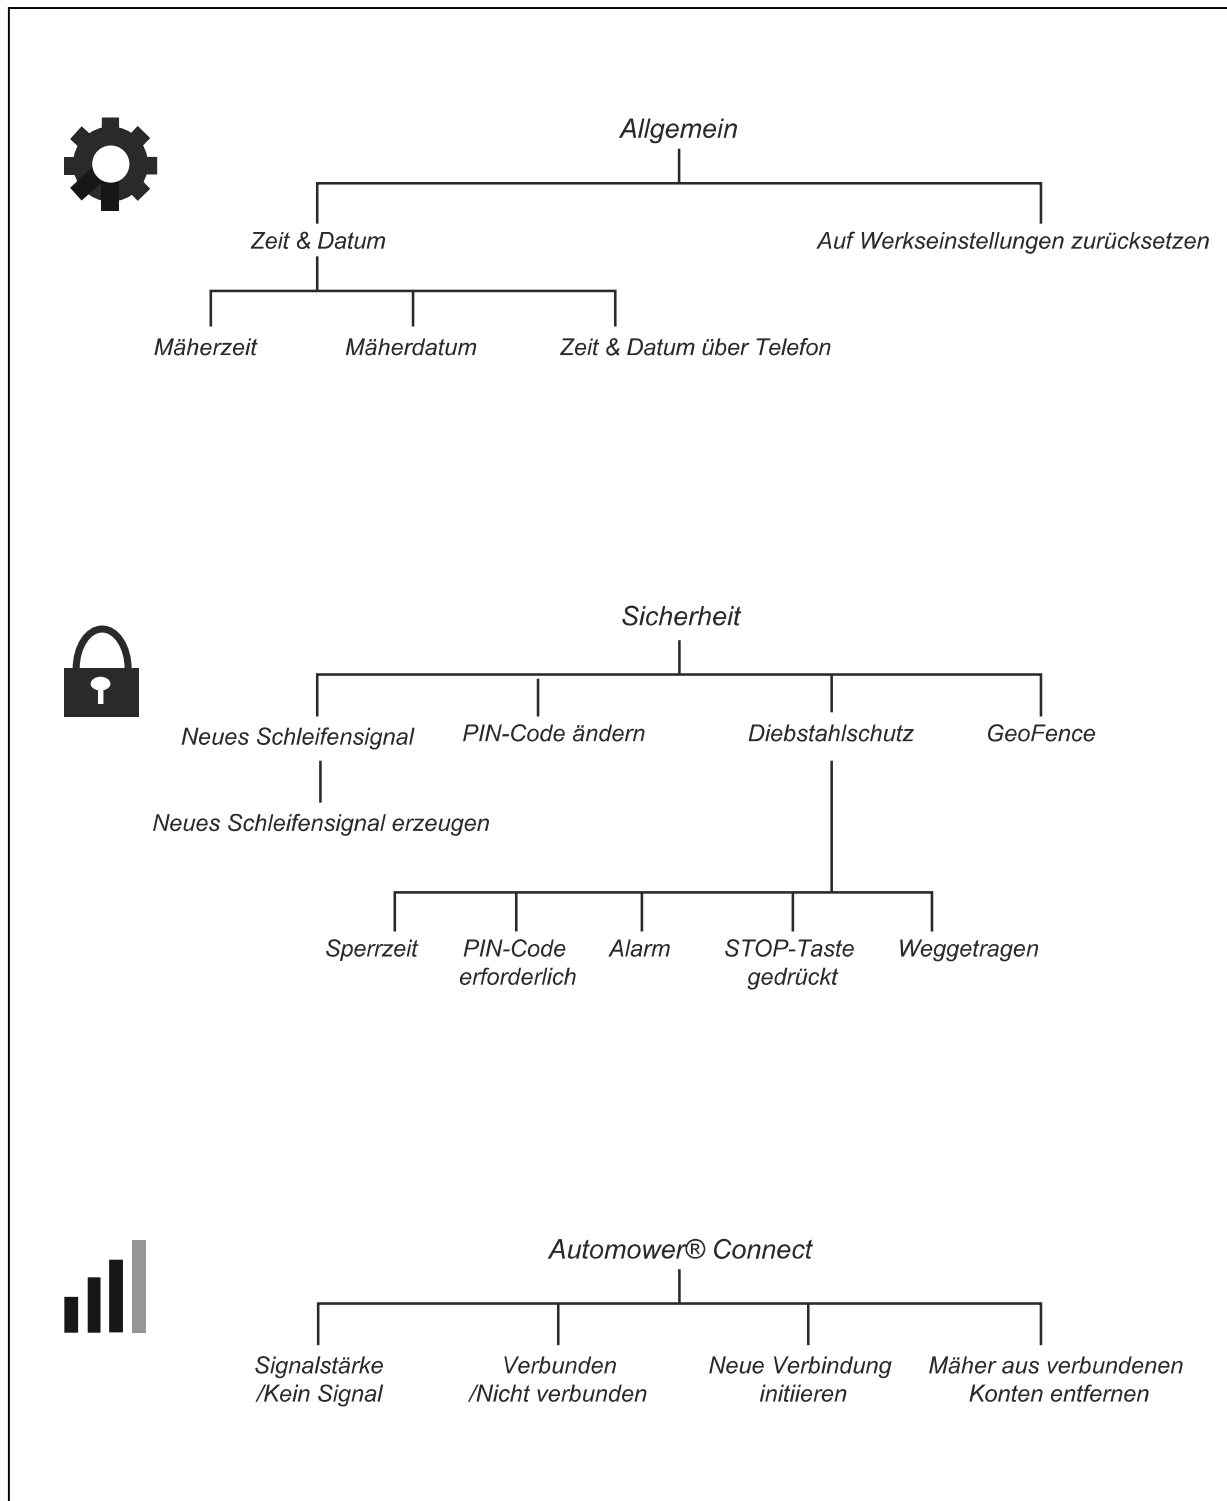 Allgemein
Zeit & Datum
Auf Werkseinstellungen zurücksetzen
Mäherzeit
Mäherdatum
Zeit & Datum über Telefon
Sicherheit
Neues Schleifensignal
PIN-Code ändern
Diebstahlschutz
GeoFence
Neues Schleifensignal erzeugen
Sperrzeit
PIN-Code
erforderlich
Alarm
STOP-Taste
gedrückt
Weggetragen
Automower® Connect
Signalstärke
/Kein Signal
Verbunden
/Nicht verbunden
Neue Verbindung
initiieren
Mäher aus verbundenen
Konten entfernen